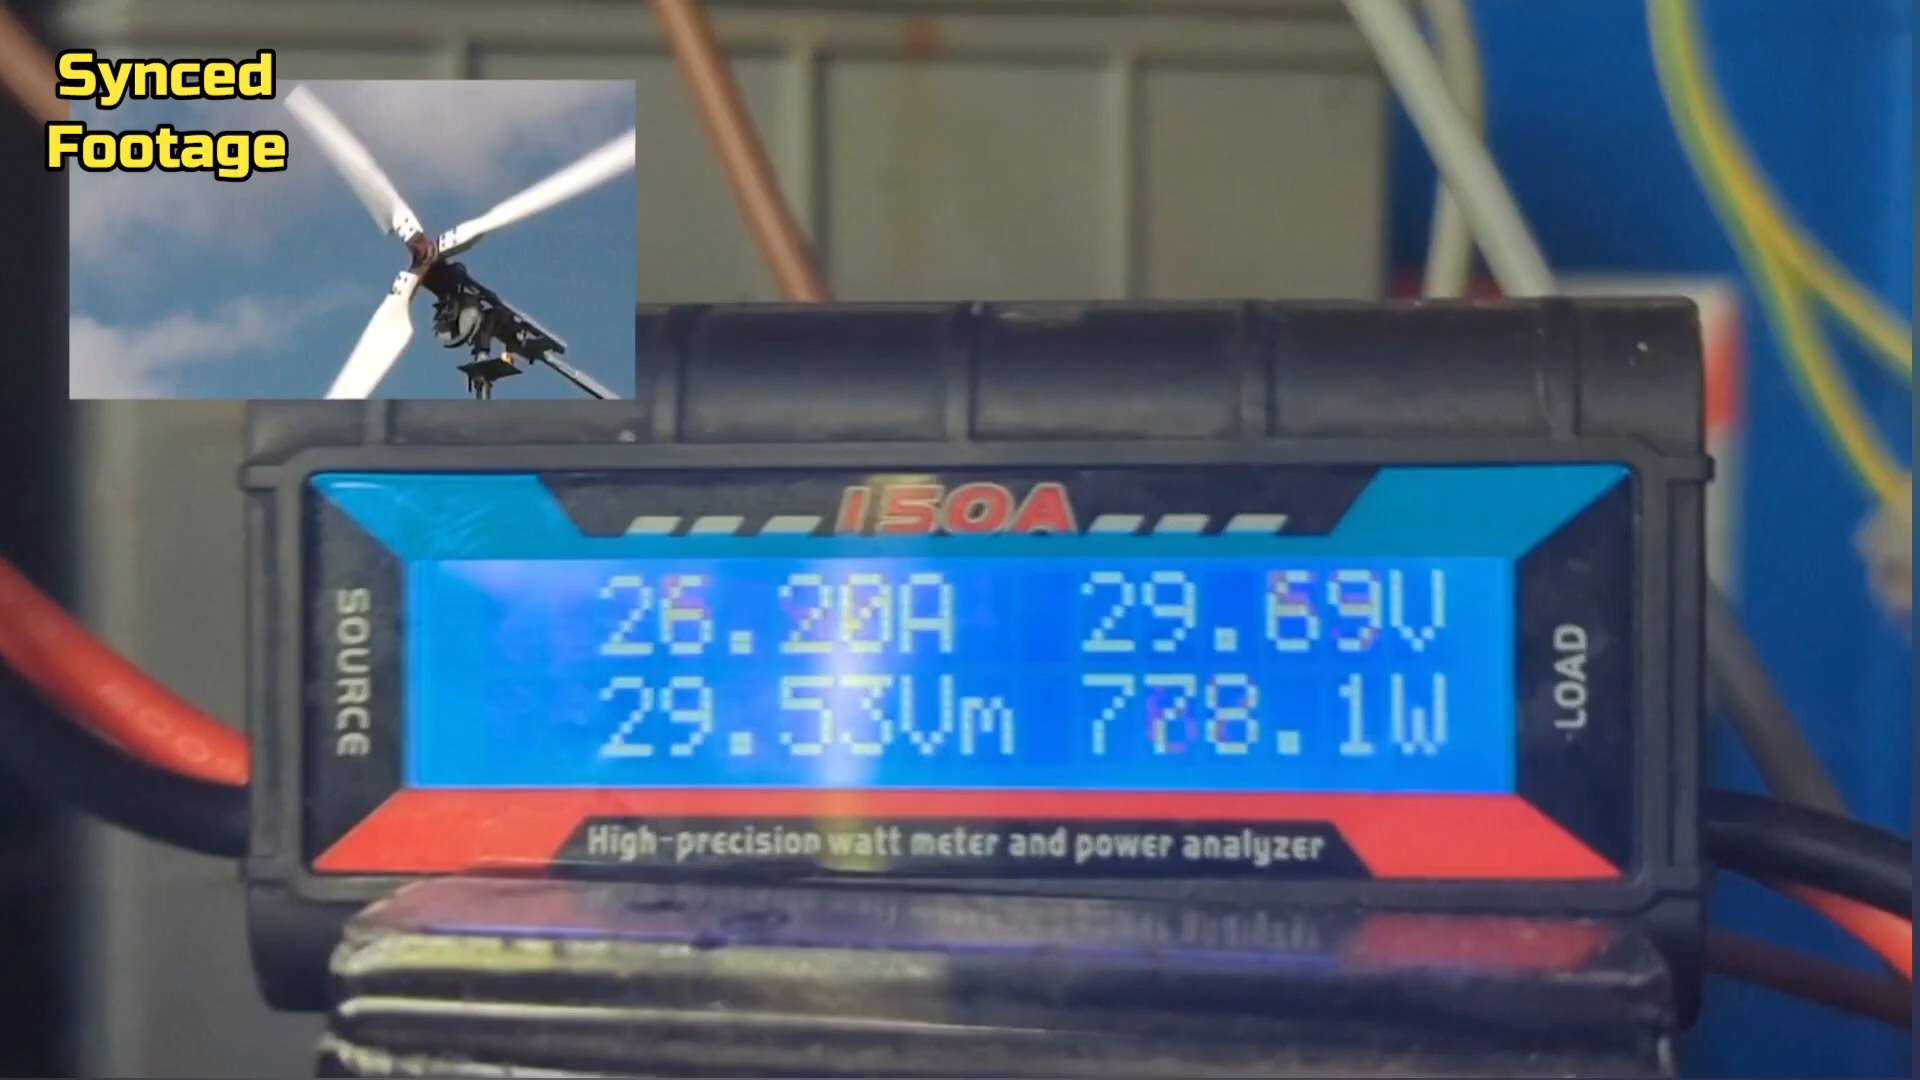 Synced
Footage
150A
SOURCE
26.20A 29.69V
29.53Vm 778.1W
LOAD
High-precision watt meter and power analyzer